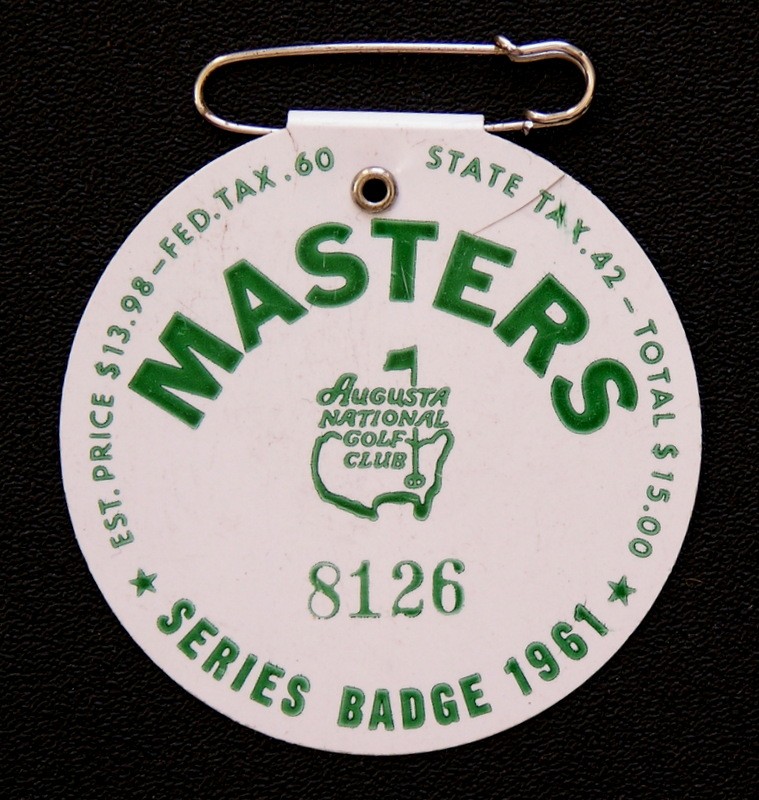 EST. PRICE $13.98-FED.TAX .60
STATE TAX.42-TOTAL $15.00
MASTERS
AUGUSTA
NATIONAL
GOLF
CLUB
8126
★ SERIES BADGE 1961 ★